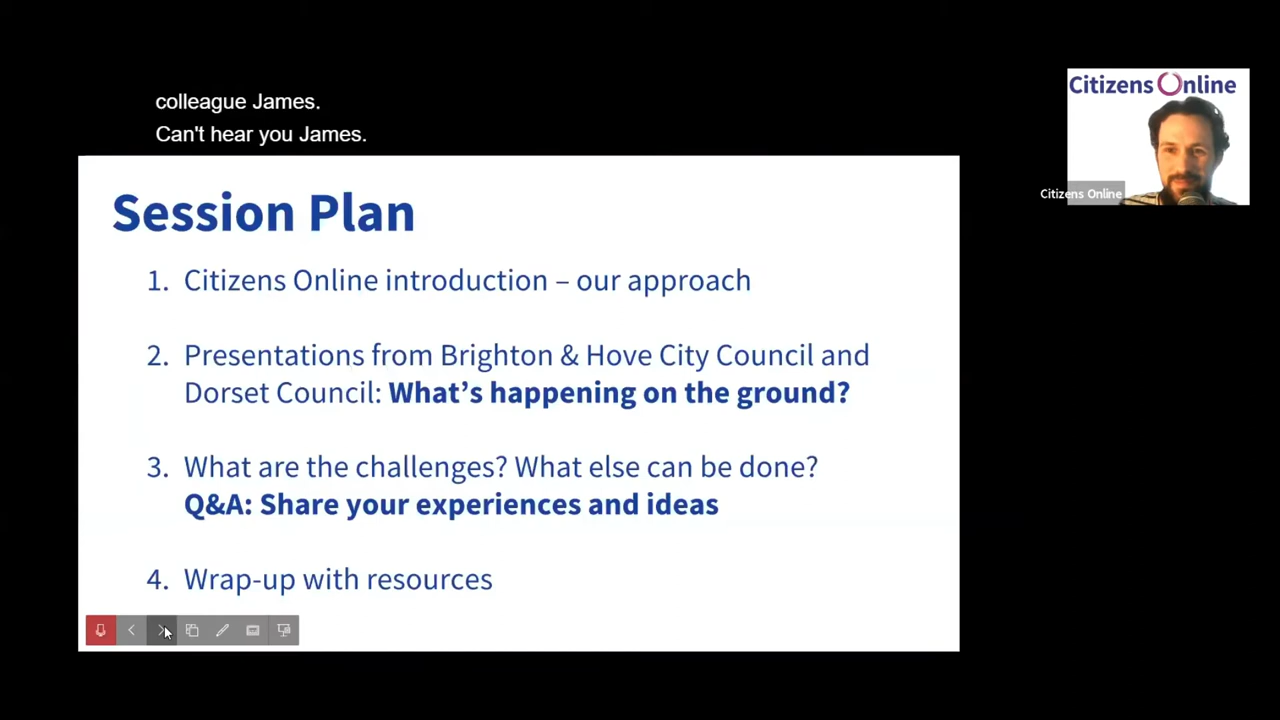 colleague James.
Can't hear you James.
Citizens Online
Citizens Online
Session Plan
1. Citizens Online introduction – our approach
2. Presentations from Brighton & Hove City Council and
Dorset Council: What's happening on the ground?
3. What are the challenges? What else can be done?
Q&A: Share your experiences and ideas
4. Wrap-up with resources